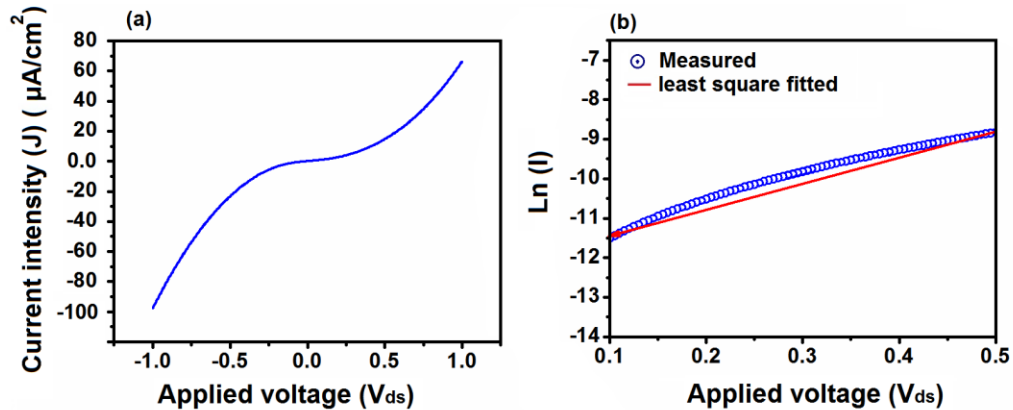 (a)
80
60
40
20
0.0
-20
-40
-60
-80
-100
Current intensity (J) ( µA/cm²)
-1.0 -0.5 0.0 0.5 1.0
Applied voltage (Vds)
(b)
Measured
least square fitted
-7
-8
-9
-10
-11
-12
-13
-14
Ln (I)
0.1 0.2 0.3 0.4 0.5
Applied voltage (Vds)